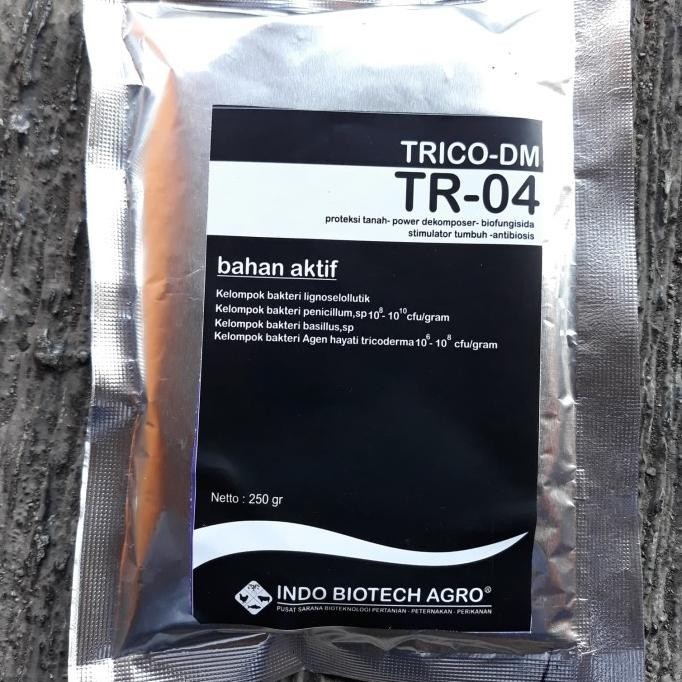 TRICO-DM
TR-04
proteksi tanah- power dekomposer- biofungisida
stimulator tumbuh -antibiosis
bahan aktif
Kelompok bakteri lignoselollutik
Kelompok bakteri penicillum,sp 10⁸- 10¹⁰ cfu/gram
Kelompok bakteri basillus,sp
Kelompok bakteri Agen hayati tricoderma 10⁶- 10⁸ cfu/gram
Netto : 250 gr
INDO BIOTECH AGRO®
PUSAT SARANA BIOTEKNOLOGI PERTANIAN - PETERNAKAN - PERIKANAN